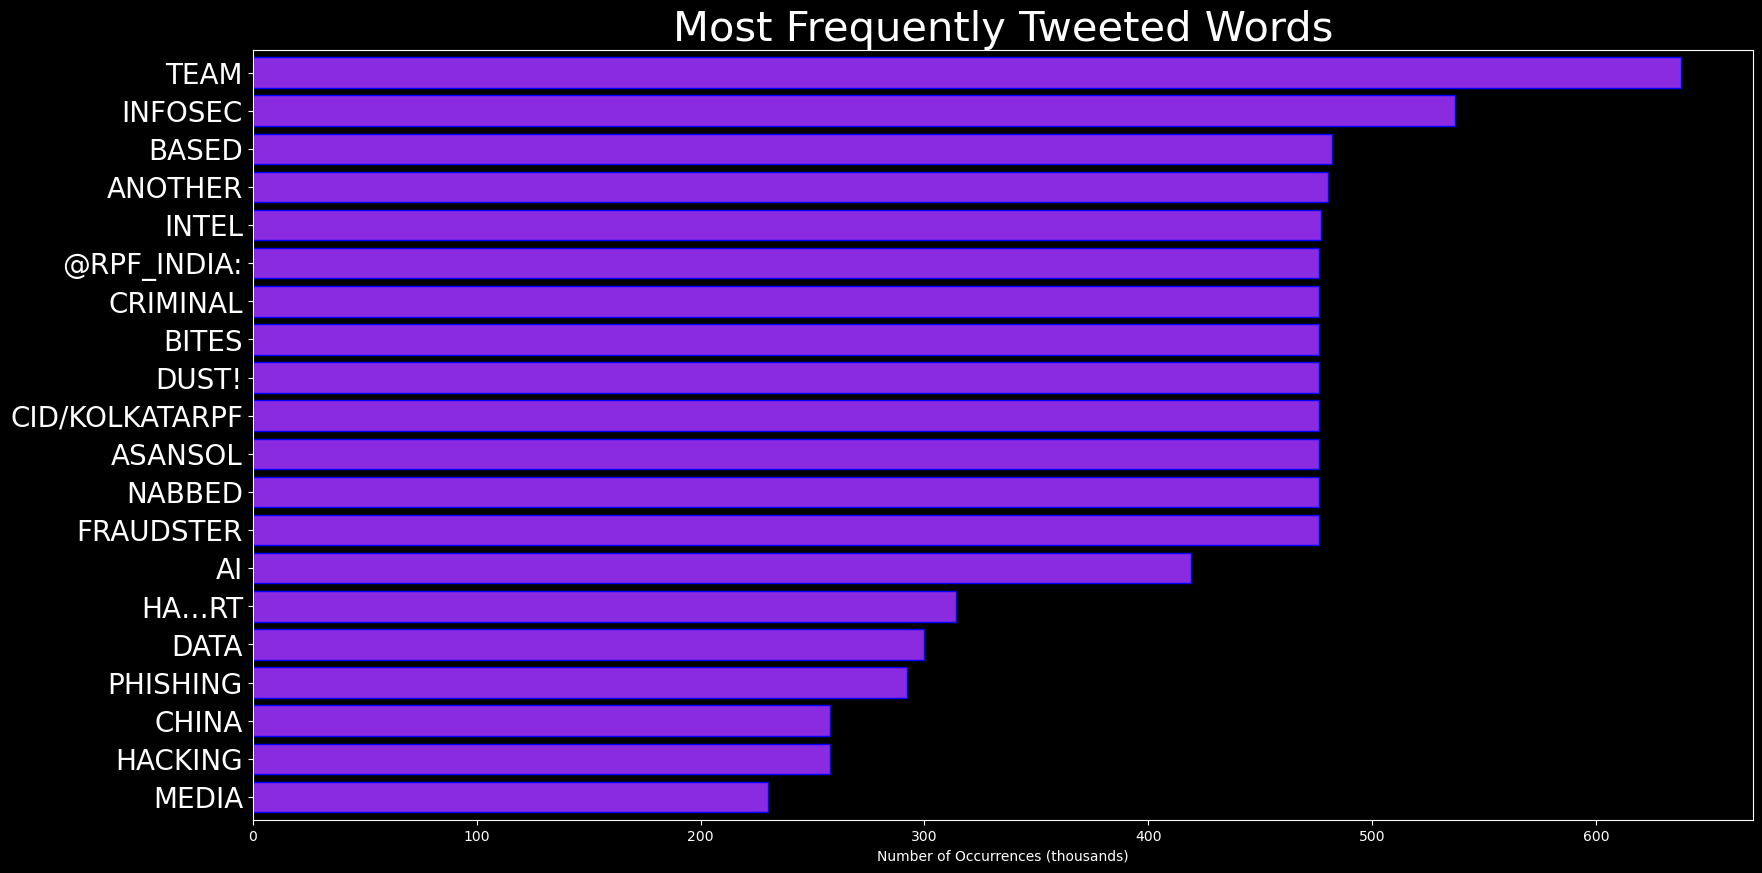 Most Frequently Tweeted Words
TEAM
INFOSEC
BASED
ANOTHER
INTEL
@RPF_INDIA:
CRIMINAL
BITES
DUST!
CID/KOLKATARPF
ASANSOL
NABBED
FRAUDSTER
AI
HA…RT
DATA
PHISHING
CHINA
HACKING
MEDIA
0 100 200 300 400 500 600
Number of Occurrences (thousands)